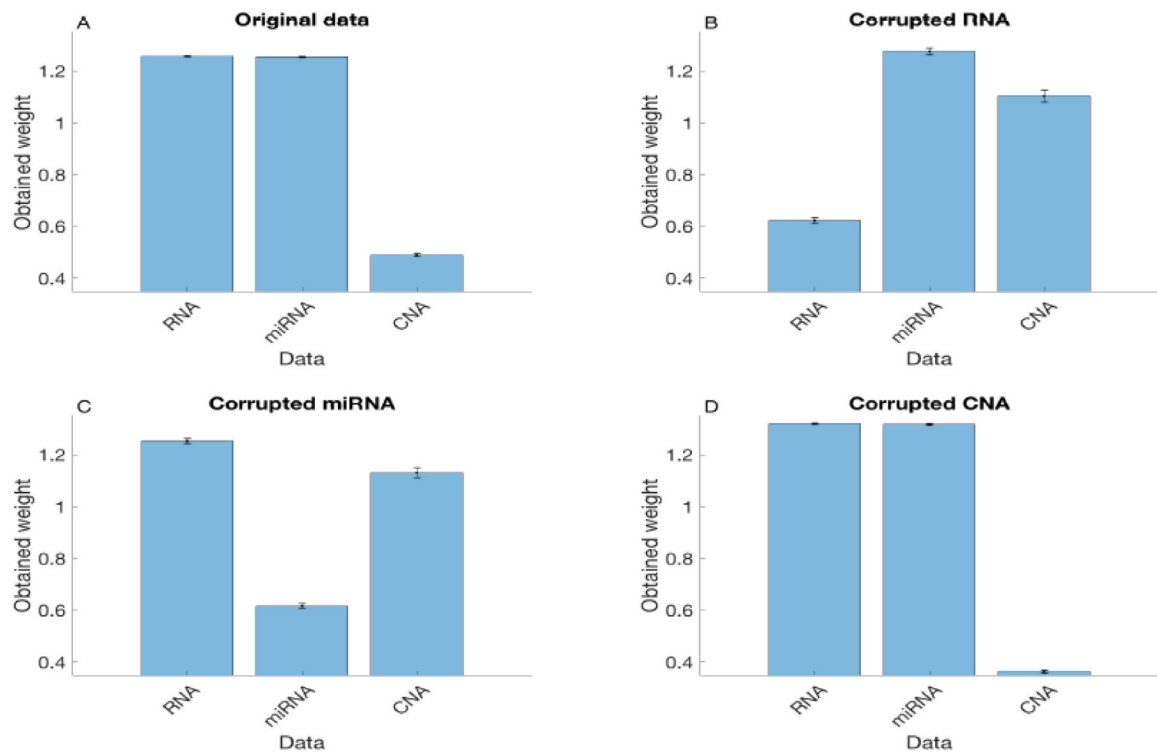 A
Original data
Obtained weight
1.2
1
0.8
0.6
0.4
RNA
miRNA
CNA
Data
B
Corrupted RNA
Obtained weight
1.2
1
0.8
0.6
0.4
RNA
miRNA
CNA
Data
C
Corrupted miRNA
Obtained weight
1.2
1
0.8
0.6
0.4
RNA
miRNA
CNA
Data
D
Corrupted CNA
Obtained weight
1.2
1
0.8
0.6
0.4
RNA
miRNA
CNA
Data